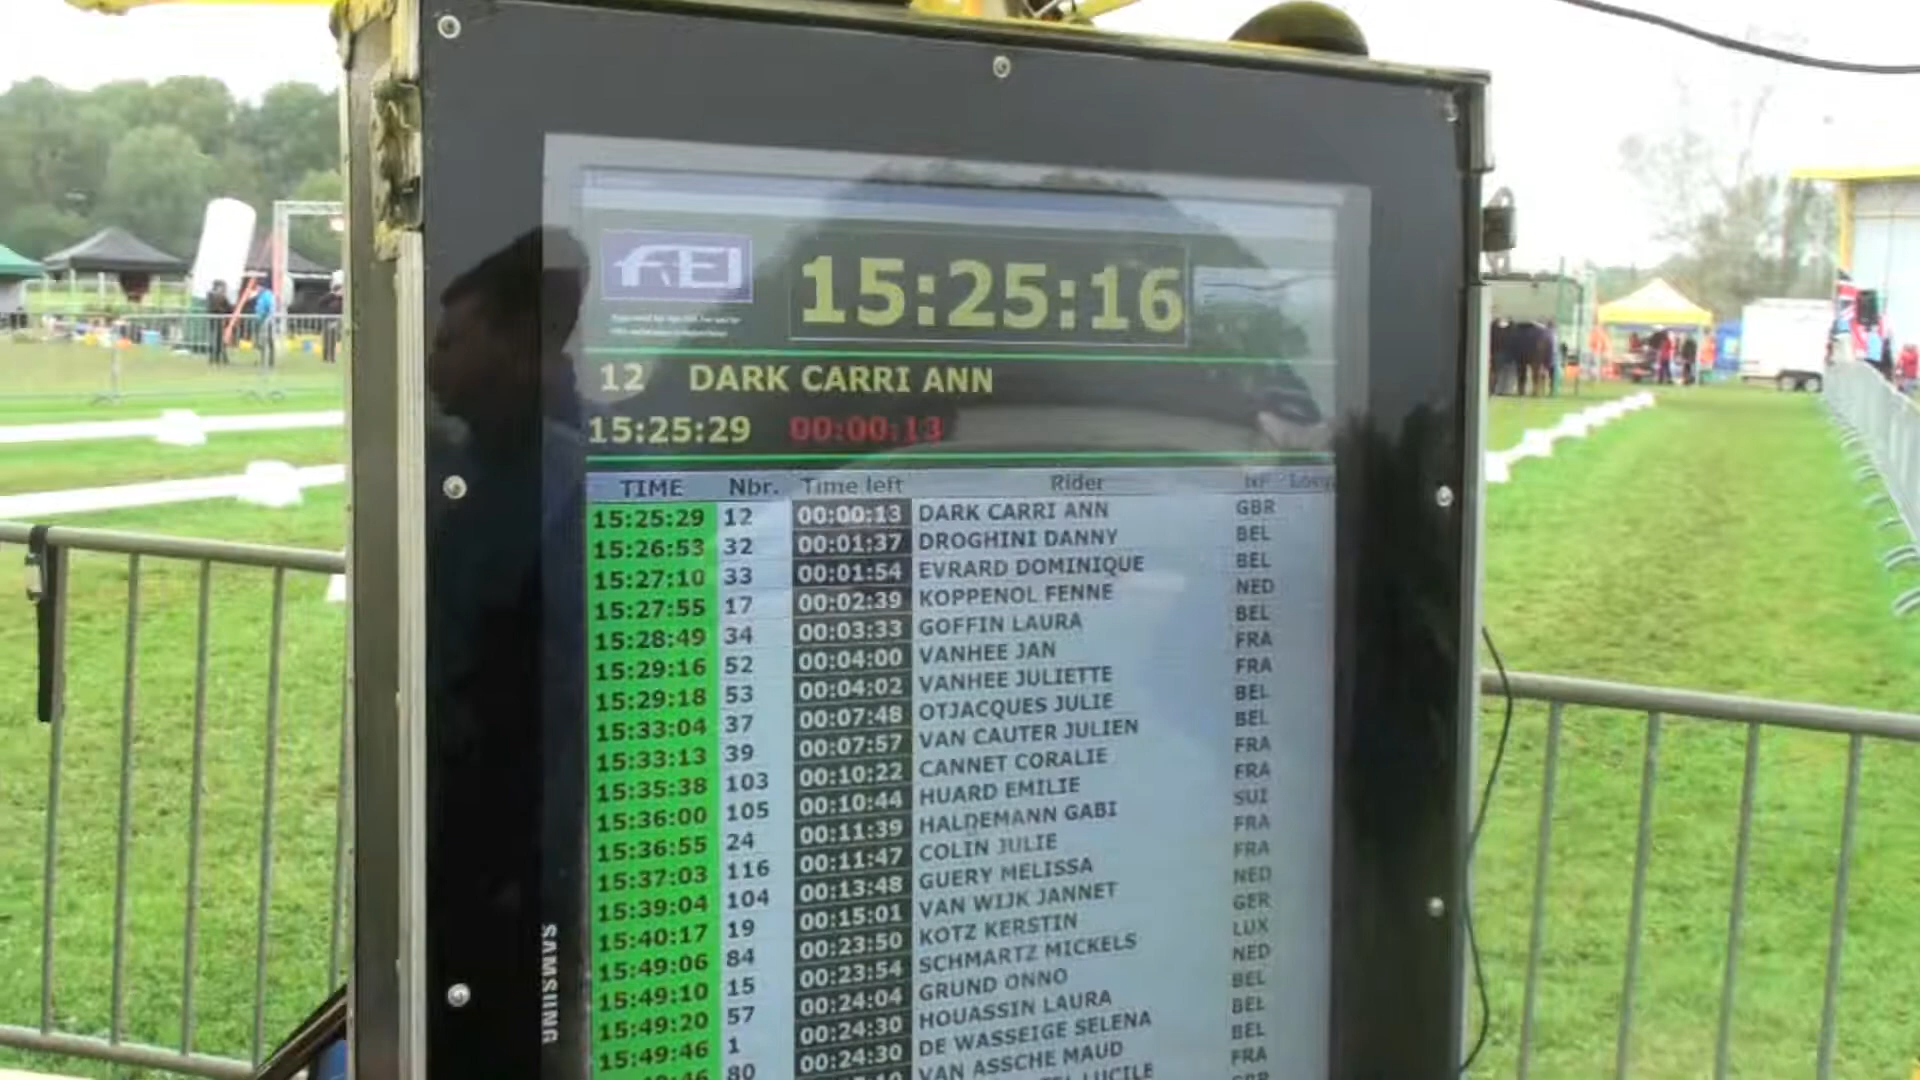 FEI
15:25:16
12 DARK CARRI ANN
15:25:29 00:00:13
TIME Nbr. Time left Rider NF
15:25:29 12 00:00:13 DARK CARRI ANN GBR
15:26:53 32 00:01:37 DROGHINI DANNY BEL
15:27:10 33 00:01:54 EVRARD DOMINIQUE BEL
15:27:55 17 00:02:39 KOPPENOL FENNE NED
15:28:49 34 00:03:33 GOFFIN LAURA BEL
15:29:16 52 00:04:00 VANHEE JAN FRA
15:29:18 53 00:04:02 VANHEE JULIETTE FRA
15:33:04 37 00:07:48 OTJACQUES JULIE BEL
15:33:13 39 00:07:57 VAN CAUTER JULIEN BEL
15:35:38 103 00:10:22 CANNET CORALIE FRA
15:36:00 105 00:10:44 HUARD EMILIE FRA
15:36:55 24 00:11:39 HALDEMANN GABI SUI
15:37:03 116 00:11:47 COLIN JULIE FRA
15:39:04 104 00:13:48 GUERY MELISSA FRA
15:40:17 19 00:15:01 VAN WIJK JANNET NED
15:49:06 84 00:23:50 KOTZ KERSTIN GER
15:49:10 15 00:23:54 SCHMARTZ MICKELS LUX
15:49:20 57 00:24:04 GRUND ONNO NED
15:49:46 1 00:24:30 HOUASSIN LAURA BEL
80 00:24:30 DE WASSEIGE SELENA BEL
VAN ASSCHE MAUD BEL
LUCILE FRA
SAMSUNG